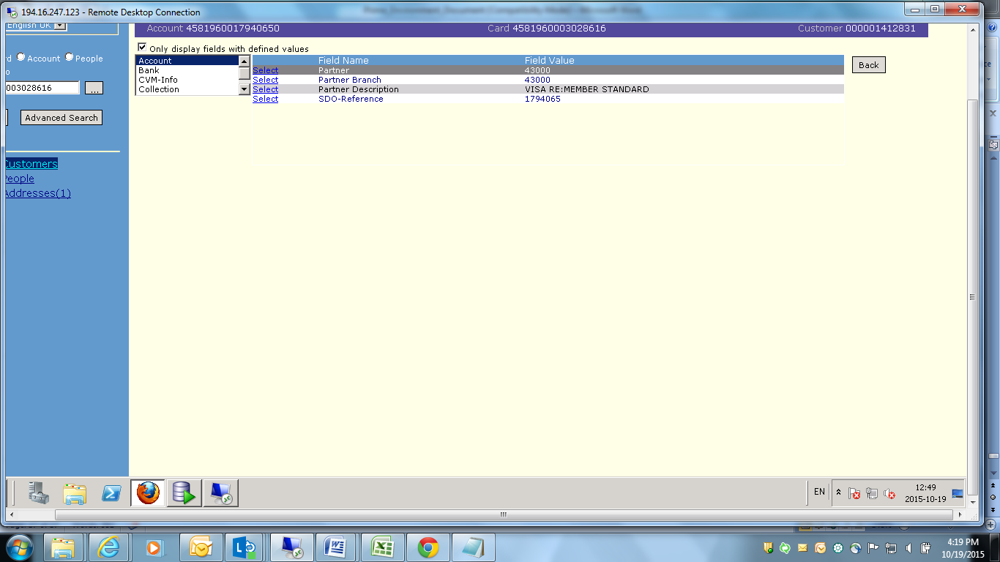 194.16.247.123 - Remote Desktop Connection
English UK
Account 4581960017940650 Card 4581960003028616 Customer 000001412831
Only display fields with defined values
Account People
003028616 ...
Advanced Search
Customers
People
Addresses(1)
Account
Bank
CVM-Info
Collection
Field Name Field Value
Select Partner 43000
Select Partner Branch 43000
Select Partner Description VISA RE:MEMBER STANDARD
Select SDO-Reference 1794065
Back
EN
12:49
2015-10-19
4:19 PM
10/19/2015